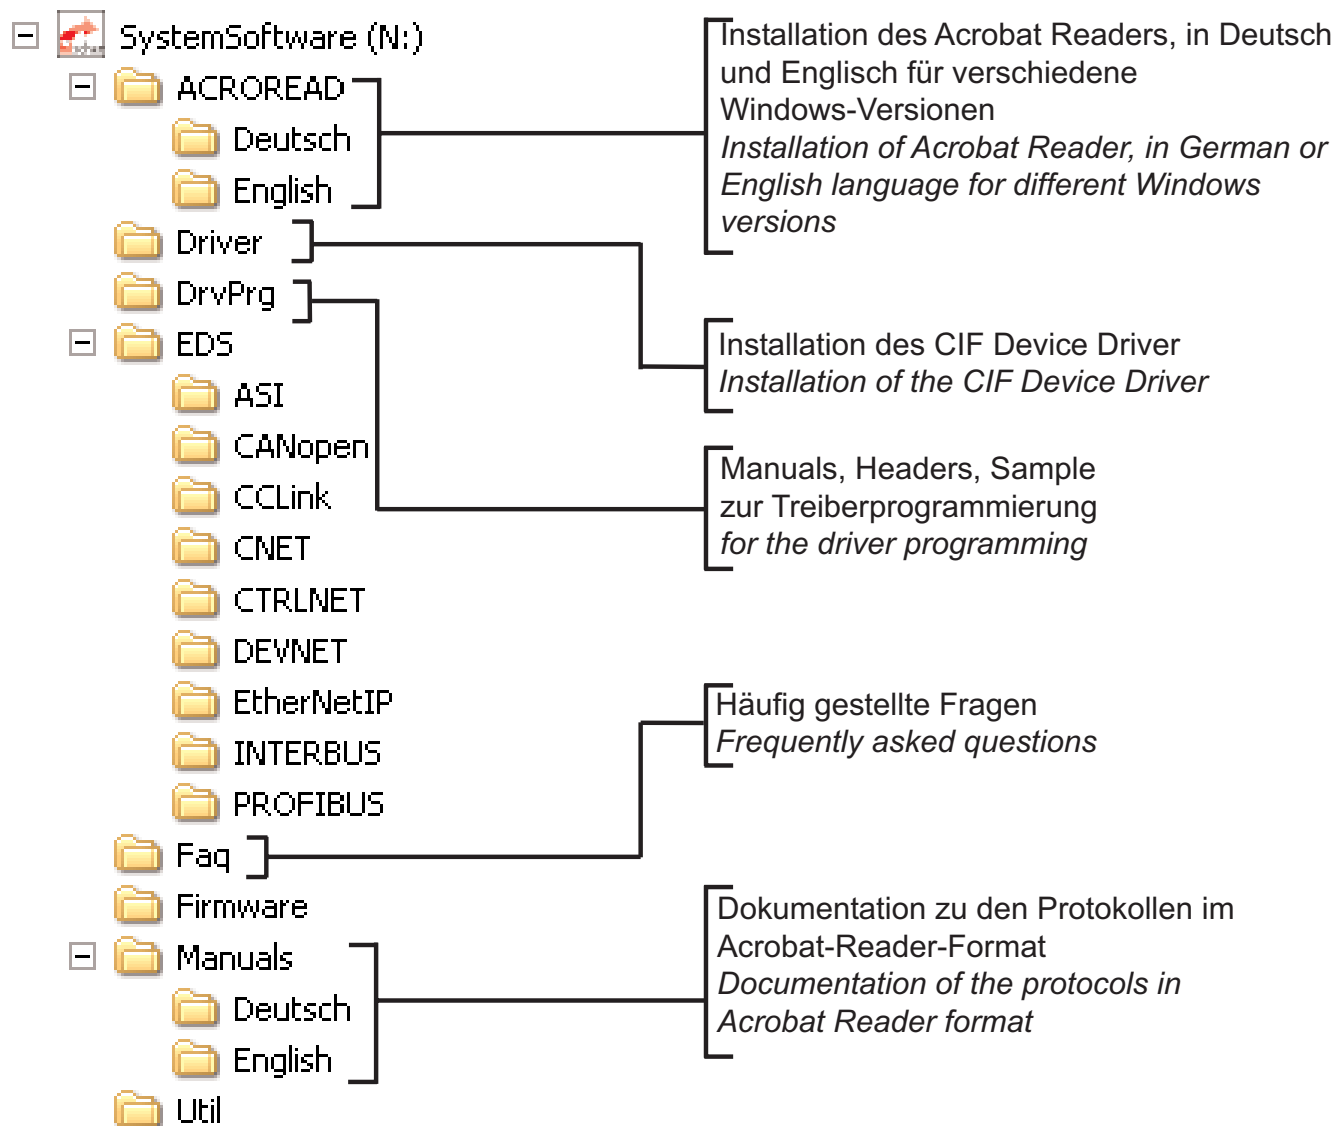 SystemSoftware (N:)
ACROREAD
Deutsch
English
Driver
DrvPrg
EDS
ASI
CANopen
CCLink
CNET
CTRLNET
DEVNET
EtherNetIP
INTERBUS
PROFIBUS
Faq
Firmware
Manuals
Deutsch
English
Util
Installation des Acrobat Readers, in Deutsch
und Englisch für verschiedene
Windows-Versionen
Installation of Acrobat Reader, in German or
English language for different Windows
versions
Installation des CIF Device Driver
Installation of the CIF Device Driver
Manuals, Headers, Sample
zur Treiberprogrammierung
for the driver programming
Häufig gestellte Fragen
Frequently asked questions
Dokumentation zu den Protokollen im
Acrobat-Reader-Format
Documentation of the protocols in
Acrobat Reader format